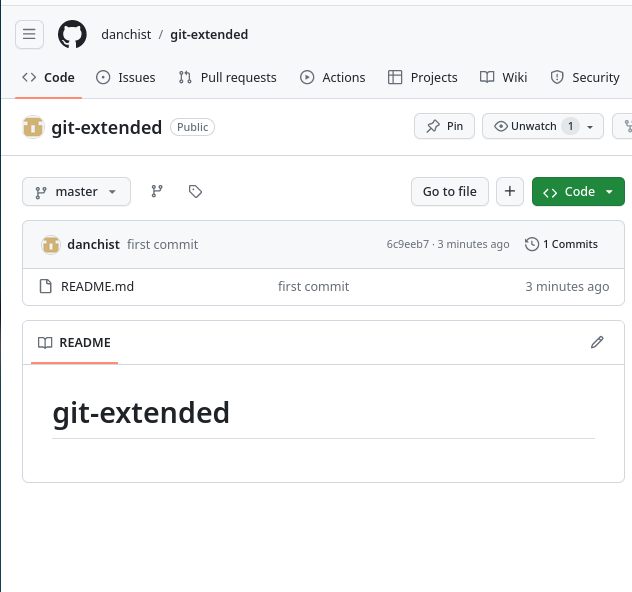 danchist / git-extended
Code Issues Pull requests Actions Projects Wiki Security
git-extended Public Pin Unwatch 1
master Go to file + Code
danchist first commit 6c9eeb7 · 3 minutes ago 1 Commits
README.md first commit 3 minutes ago
README
git-extended